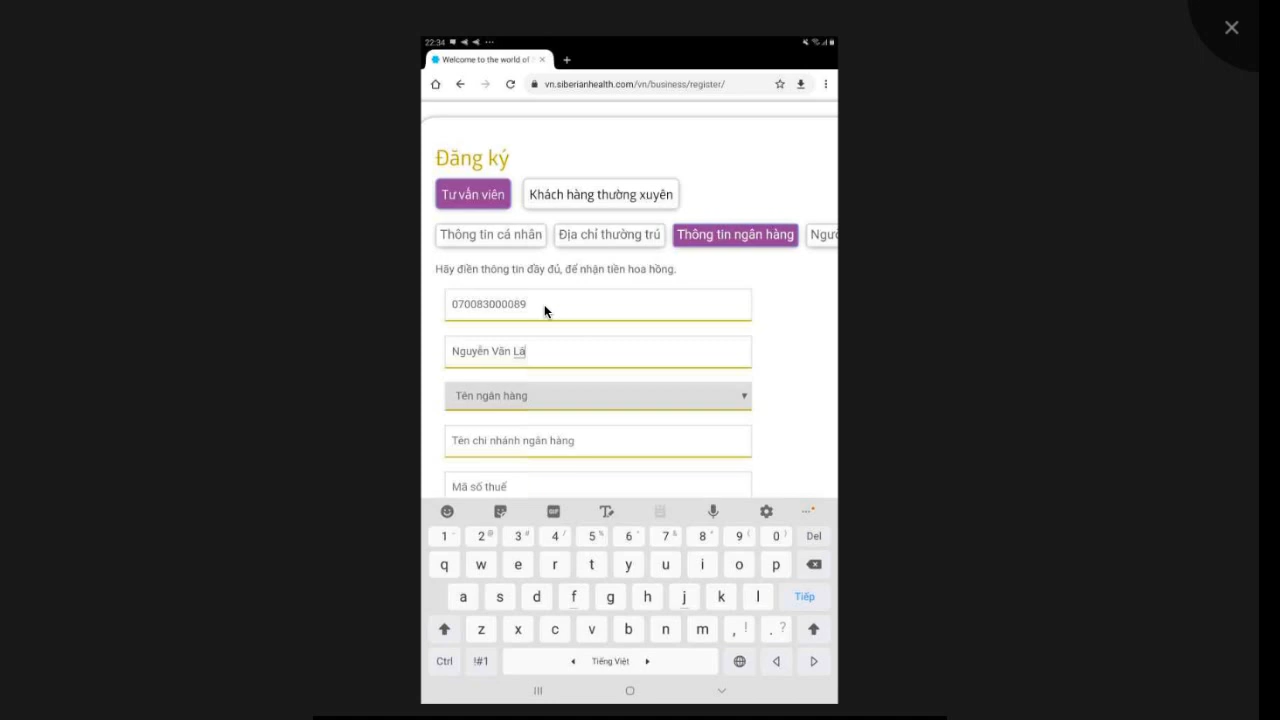 22:34
Welcome to the world of
vn.siberianhealth.com/vn/business/register/
Đăng ký
Tư vấn viên Khách hàng thường xuyên
Thông tin cá nhân Địa chỉ thường trú Thông tin ngân hàng Ngườ
Hãy điền thông tin đầy đủ, để nhận tiền hoa hồng.
070083000089
Nguyễn Văn Lâ
Tên ngân hàng
Tên chi nhánh ngân hàng
Mã số thuế
GIF
1 2 3 4 5 6 7 8 9 0 Del
q w e r t y u i o p
a s d f g h j k l Tiếp
z x c v b n m , ! . ?
Ctrl !#1 Tiếng Việt